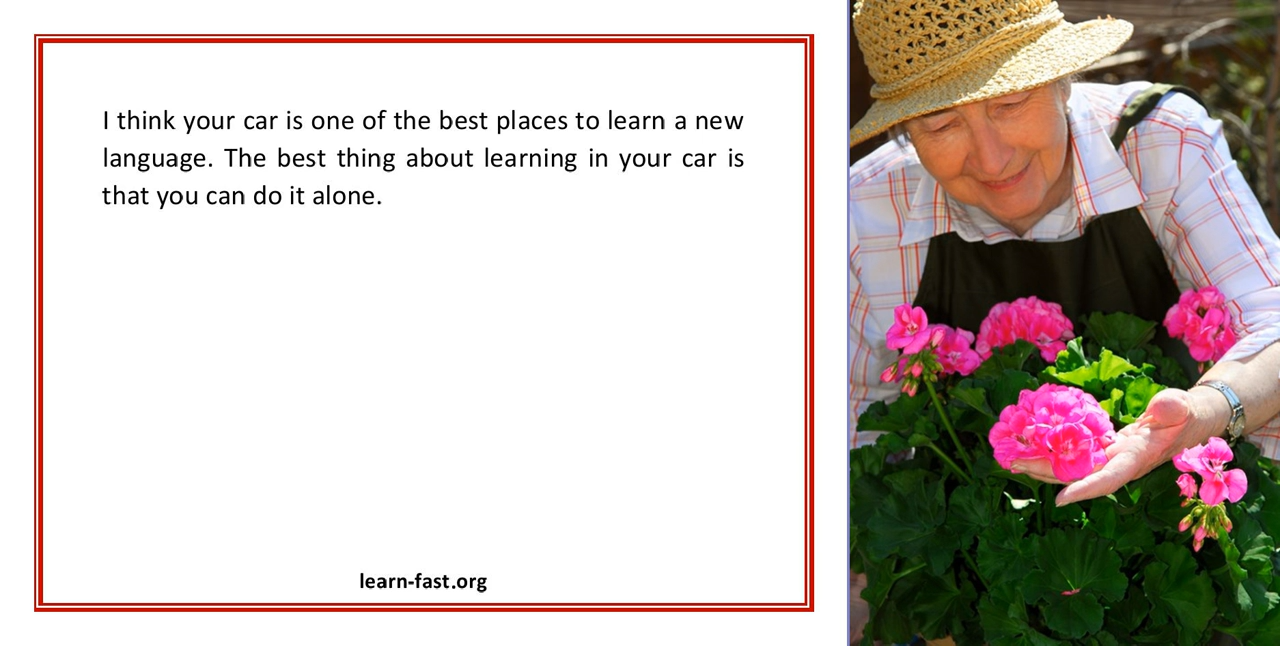 I think your car is one of the best places to learn a new
language. The best thing about learning in your car is
that you can do it alone.
learn-fast.org